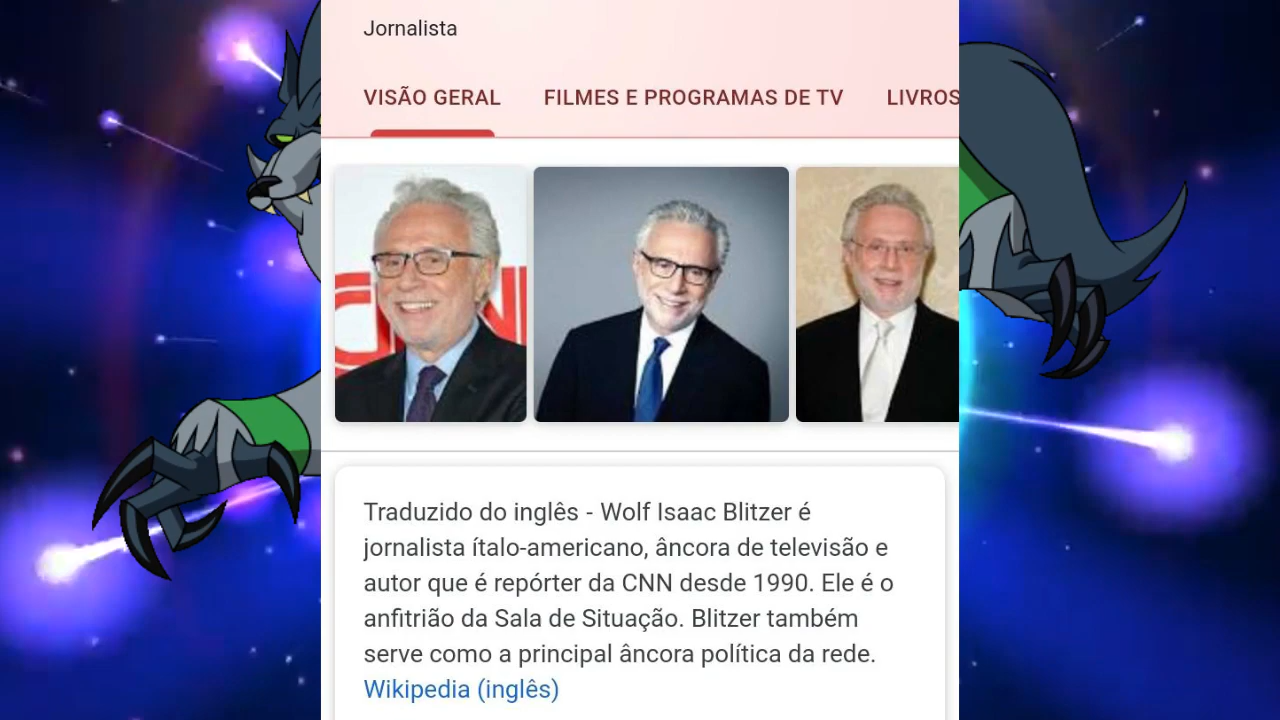 Jornalista
VISÃO GERAL
FILMES E PROGRAMAS DE TV
LIVROS
CNN
Traduzido do inglês - Wolf Isaac Blitzer é
jornalista ítalo-americano, âncora de televisão e
autor que é repórter da CNN desde 1990. Ele é o
anfitrião da Sala de Situação. Blitzer também
serve como a principal âncora política da rede.
Wikipedia (inglês)